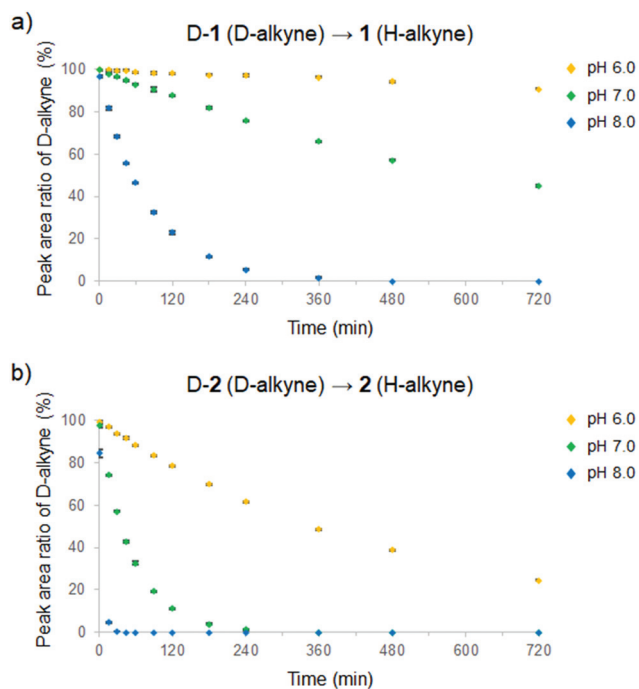 a)
D-1 (D-alkyne) → 1 (H-alkyne)
Peak area ratio of D-alkyne (%)
100
80
60
40
20
0
0 120 240 360 480 600 720
Time (min)
pH 6.0
pH 7.0
pH 8.0
b)
D-2 (D-alkyne) → 2 (H-alkyne)
Peak area ratio of D-alkyne (%)
100
80
60
40
20
0
0 120 240 360 480 600 720
Time (min)
pH 6.0
pH 7.0
pH 8.0